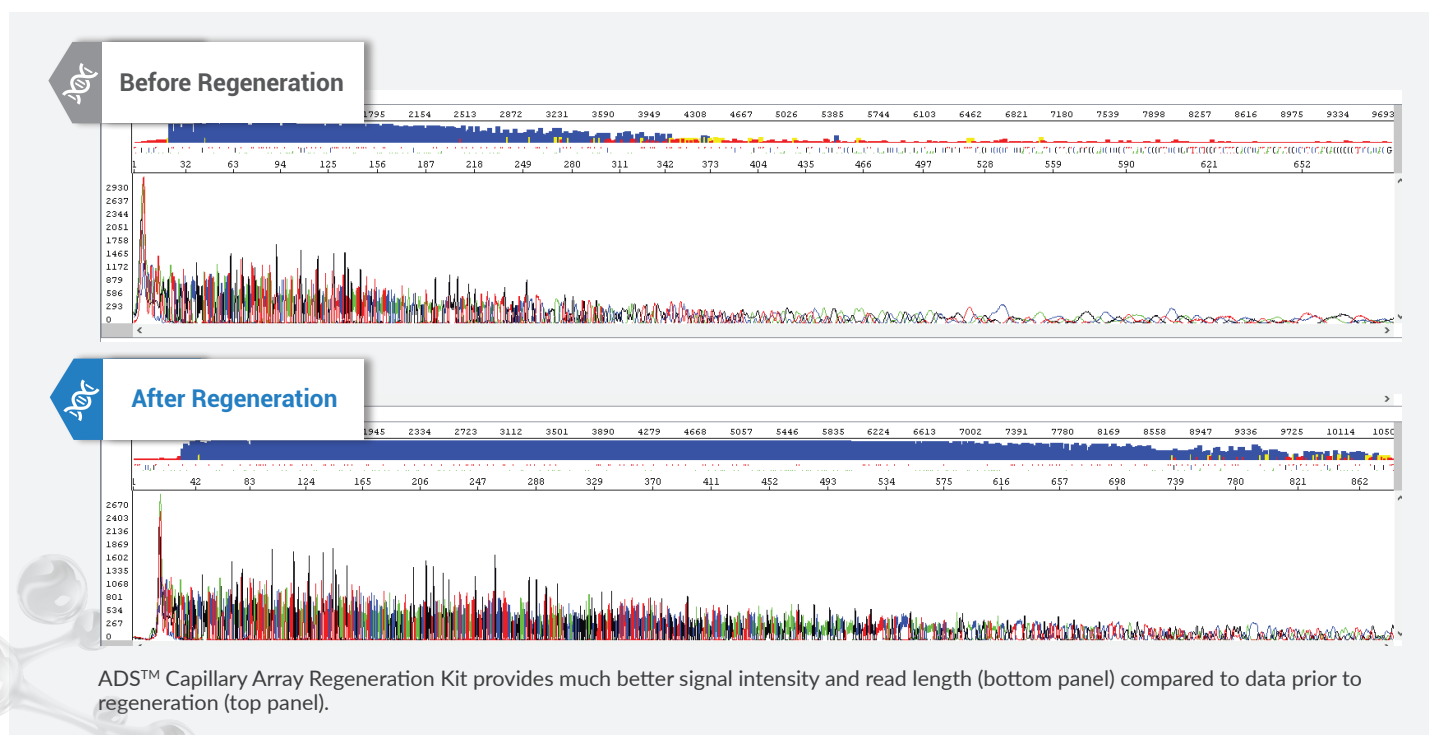 Before Regeneration
1795 2154 2513 2872 3231 3590 3949 4308 4667 5026 5385 5744 6103 6462 6821 7180 7539 7898 8257 8616 8975 9334 9693
1 32 63 94 125 156 187 218 249 280 311 342 373 404 435 466 497 528 559 590 621 652
2930
2637
2344
2051
1758
1465
1172
879
586
293
0
After Regeneration
1945 2334 2723 3112 3501 3890 4279 4668 5057 5446 5835 6224 6613 7002 7391 7780 8169 8558 8947 9336 9725 10114 1050
1 42 83 124 165 206 247 288 329 370 411 452 493 534 575 616 657 698 739 780 821 862
2670
2403
2136
1869
1602
1335
1068
801
534
267
0
ADS™ Capillary Array Regeneration Kit provides much better signal intensity and read length (bottom panel) compared to data prior to
regeneration (top panel).